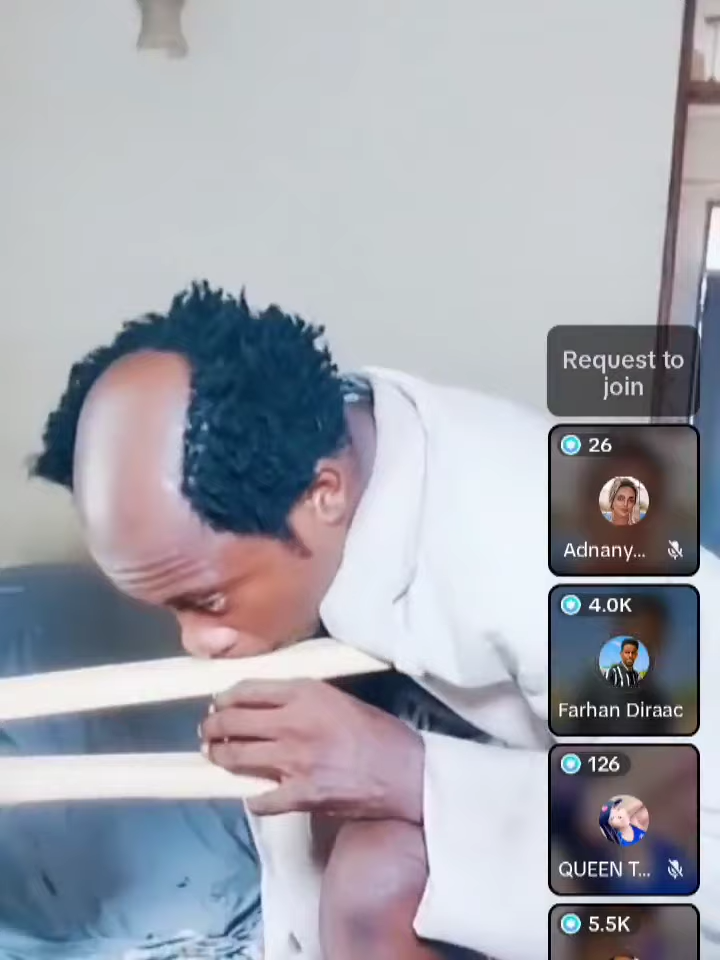 Request to
join
26
Adnany...
4.0K
Farhan Diraac
126
QUEEN T...
5.5K